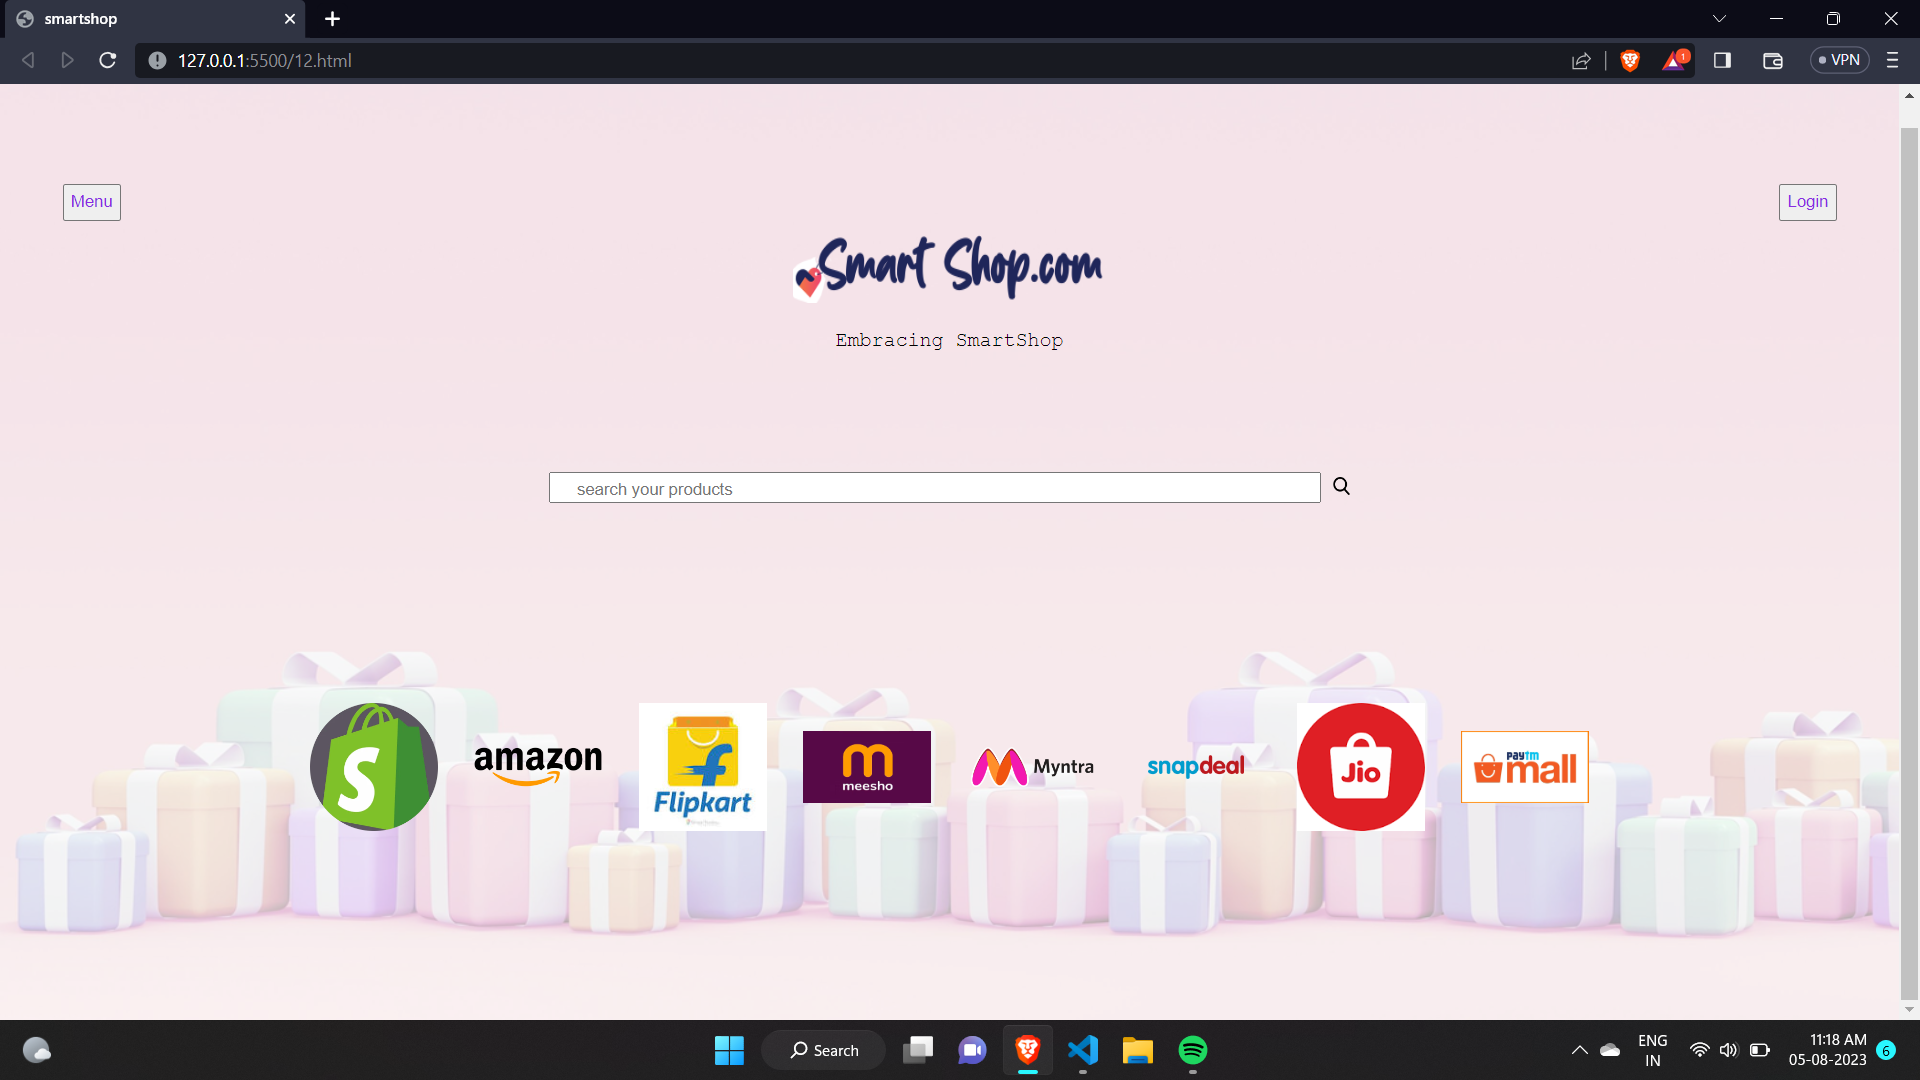 smartshop
127.0.0.1:5500/12.html
1
VPN
Menu
Login
Smart Shop.com
Embracing SmartShop
search your products
S
amazon
f
Flipkart
m
meesho
Myntra
snapdeal
Jio
paytm
mall
Search
ENG
IN
11:18 AM
05-08-2023
6